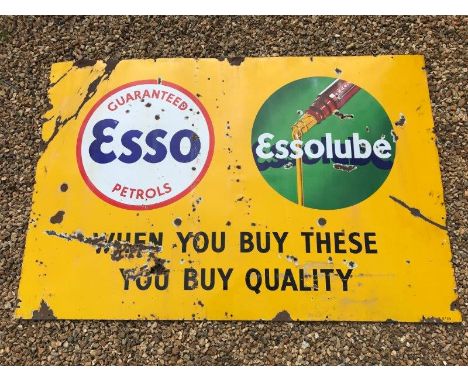 GUARANTEED
Esso
PETROLS
Essolube
WHEN YOU BUY THESE
YOU BUY QUALITY